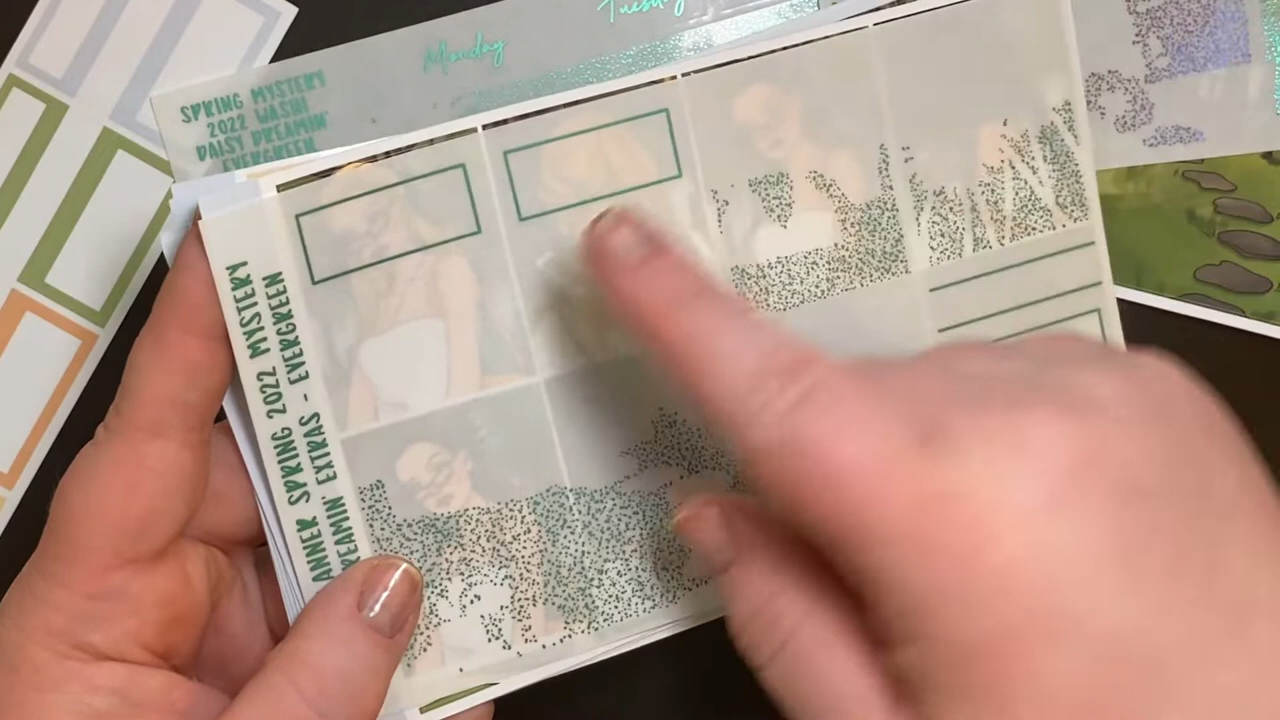 Monday
Tuesday
SPRING MYSTERY
2022 WASHI
DAISY DREAMIN'
EVERGREEN
ANNER SPRING 2022 MYSTERY
REAMIN EXTRAS - EVERGREEN